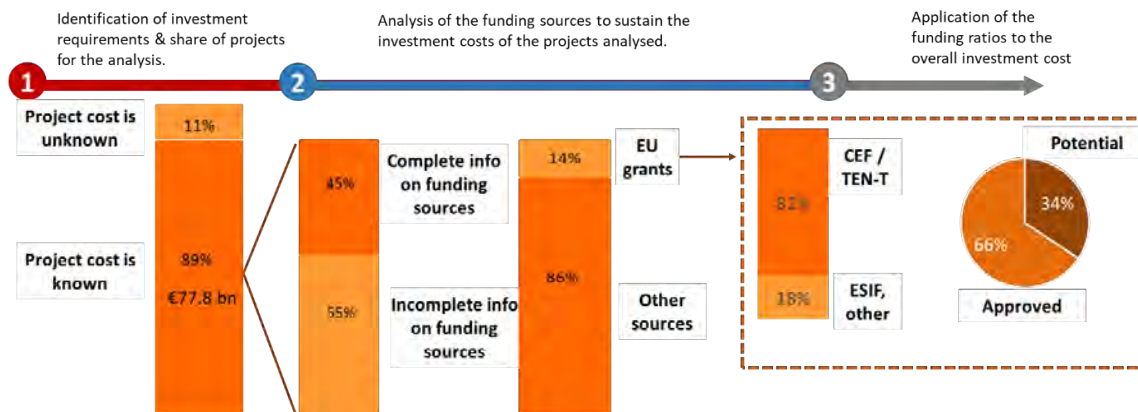 Identification of investment
requirements & share of projects
for the analysis.
Analysis of the funding sources to sustain the
investment costs of the projects analysed.
Application of the
funding ratios to the
overall investment cost
1
2
3
Project cost is
unknown
11%
Project cost is
known
89%
€77.8 bn
45%
Complete info
on funding
sources
55%
Incomplete info
on funding
sources
14%
EU
grants
86%
Other
sources
82%
CEF /
TEN-T
18%
ESIF,
other
Potential
34%
66%
Approved